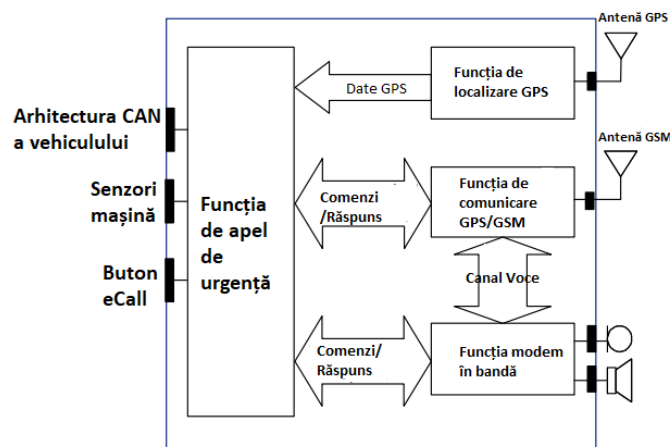 Antenă GPS
Funcția de
localizare GPS
Date GPS
Arhitectura CAN
a vehiculului
Antenă GSM
Senzori
mașină
Funcția
de apel
de
urgență
Comenzi
/Răspuns
Funcția de
comunicare
GPS/GSM
Buton
eCall
Canal Voce
Comenzi/
Răspuns
Funcția modem
în bandă